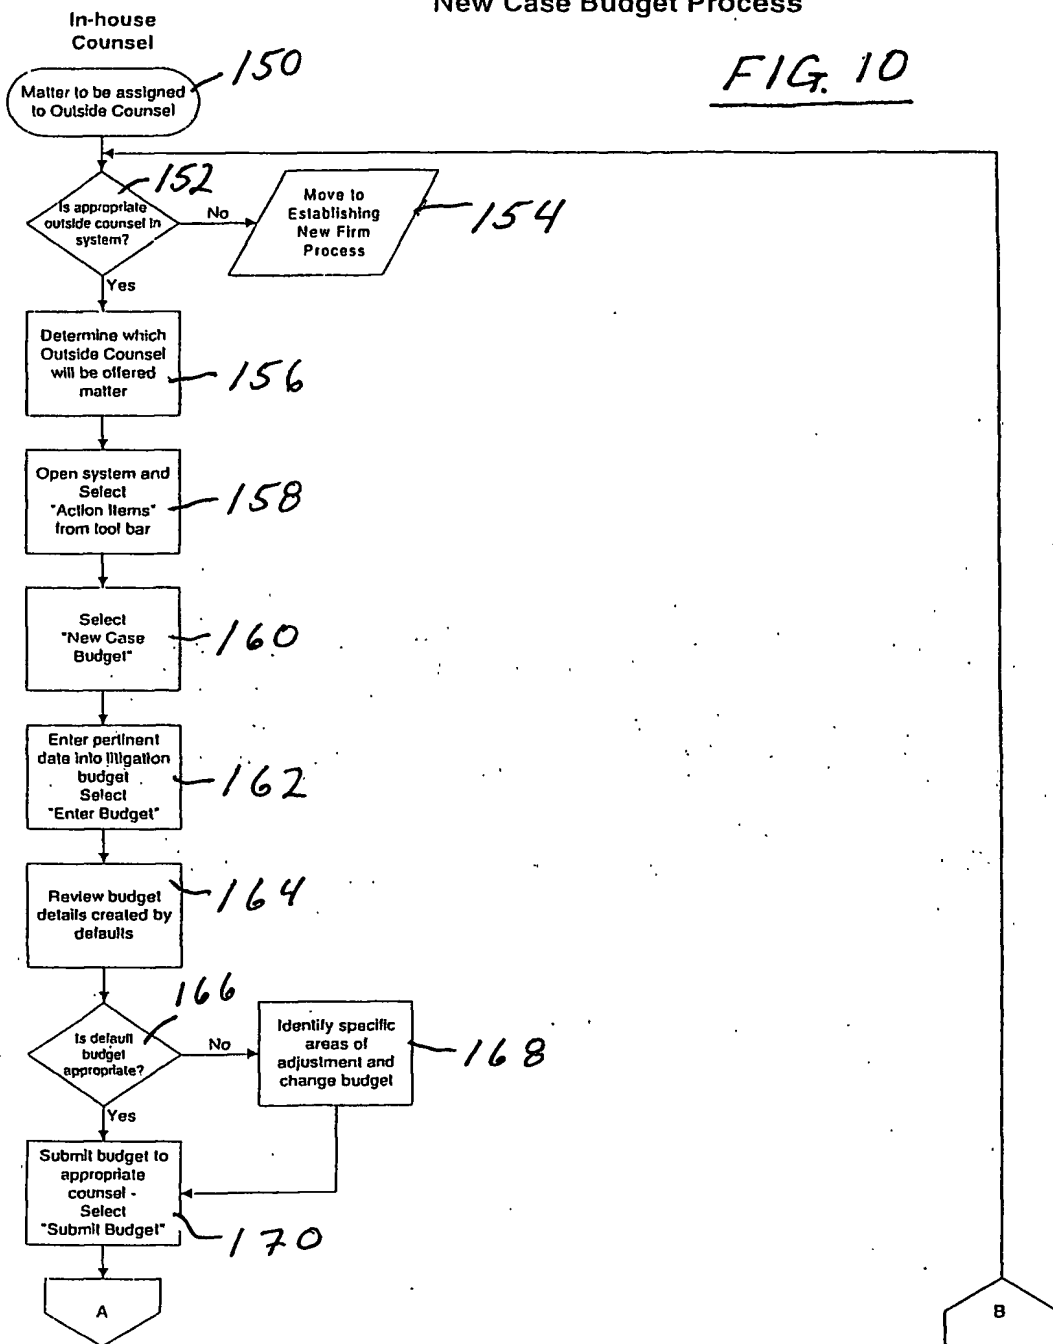 New Case Budget Process
In-house
Counsel
FIG. 10
150
Matter to be assigned
to Outside Counsel
152
Is appropriate
outside counsel in
system?
No
Move to
Establishing
New Firm
Process
154
Yes
Determine which
Outside Counsel
will be offered
matter
156
Open system and
Select
"Action Items"
from tool bar
158
Select
"New Case
Budget"
160
Enter pertinent
date into litigation
budget
Select
"Enter Budget"
162
Review budget
details created by
defaults
164
166
Is default
budget
appropriate?
No
Identify specific
areas of
adjustment and
change budget
168
Yes
Submit budget to
appropriate
counsel -
Select
"Submit Budget"
170
A
B